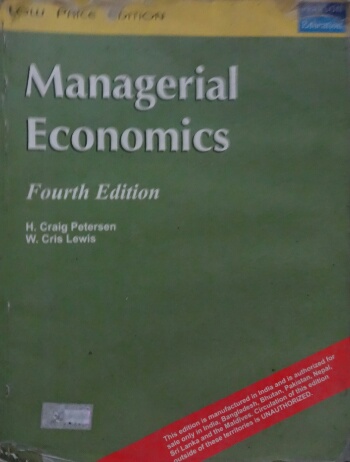 LOW PRICE EDITION
Education
Managerial
Economics
Fourth Edition
H. Craig Petersen
W. Cris Lewis
This edition is manufactured in India and is authorized for
sale only in India, Bangladesh, Bhutan, Pakistan, Nepal,
Sri Lanka and the Maldives. Circulation of this edition
outside of these territories is UNAUTHORIZED.